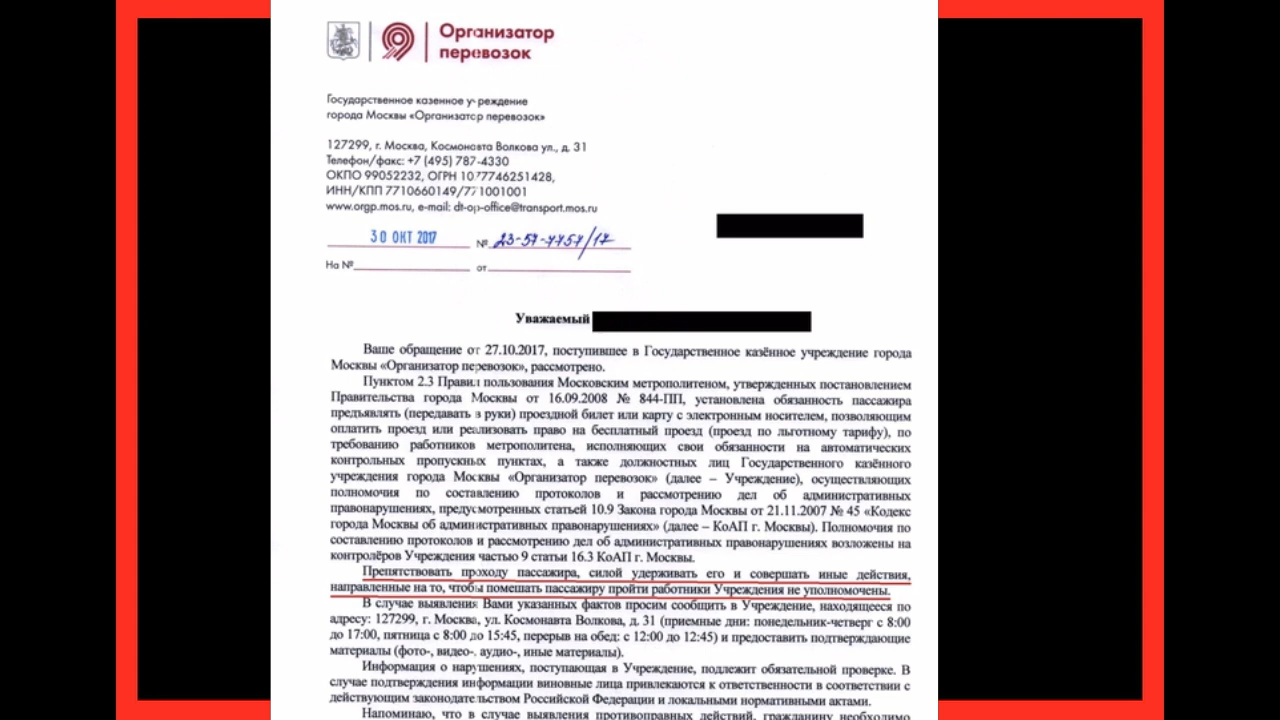 Организатор
перевозок
Государственное казенное учреждение
города Москвы «Организатор перевозок»
127299, г. Москва, Космонавта Волкова ул., д. 31
Телефон/факс: +7 (495) 787-4330
ОКПО 99052232, ОГРН 1077746251428,
ИНН/КПП 7710660149/771001001
www.orgp.mos.ru, e-mail: dt-op-office@transport.mos.ru
30 ОКТ 2017 № 23-57-7757/17
На № от
Уважаемый
Ваше обращение от 27.10.2017, поступившее в Государственное казённое учреждение города
Москвы «Организатор перевозок», рассмотрено.
Пунктом 2.3 Правил пользования Московским метрополитеном, утвержденных постановлением
Правительства города Москвы от 16.09.2008 № 844-ПП, установлена обязанность пассажира
предъявлять (передавать в руки) проездной билет или карту с электронным носителем, позволяющим
оплатить проезд или реализовать право на бесплатный проезд (проезд по льготному тарифу), по
требованию работников метрополитена, исполняющих свои обязанности на автоматических
контрольных пропускных пунктах, а также должностных лиц Государственного казённого
учреждения города Москвы «Организатор перевозок» (далее – Учреждение), осуществляющих
полномочия по составлению протоколов и рассмотрению дел об административных
правонарушениях, предусмотренных статьей 10.9 Закона города Москвы от 21.11.2007 № 45 «Кодекс
города Москвы об административных правонарушениях» (далее – КоАП г. Москвы). Полномочия по
составлению протоколов и рассмотрению дел об административных правонарушениях возложены на
контролёров Учреждения частью 9 статьи 16.3 КоАП г. Москвы.
Препятствовать проходу пассажира, силой удерживать его и совершать иные действия,
направленные на то, чтобы помешать пассажиру пройти работники Учреждения не уполномочены.
В случае выявления Вами указанных фактов просим сообщить в Учреждение, находящееся по
адресу: 127299, г. Москва, ул. Космонавта Волкова, д. 31 (приемные дни: понедельник-четверг с 8:00
до 17:00, пятница с 8:00 до 15:45, перерыв на обед: с 12:00 до 12:45) и предоставить подтверждающие
материалы (фото-, видео-, аудио-, иные материалы).
Информация о нарушениях, поступающая в Учреждение, подлежит обязательной проверке. В
случае подтверждения информации виновные лица привлекаются к ответственности в соответствии с
действующим законодательством Российской Федерации и локальными нормативными актами.
Напоминаю, что в случае выявления противоправных действий, гражданину необходимо